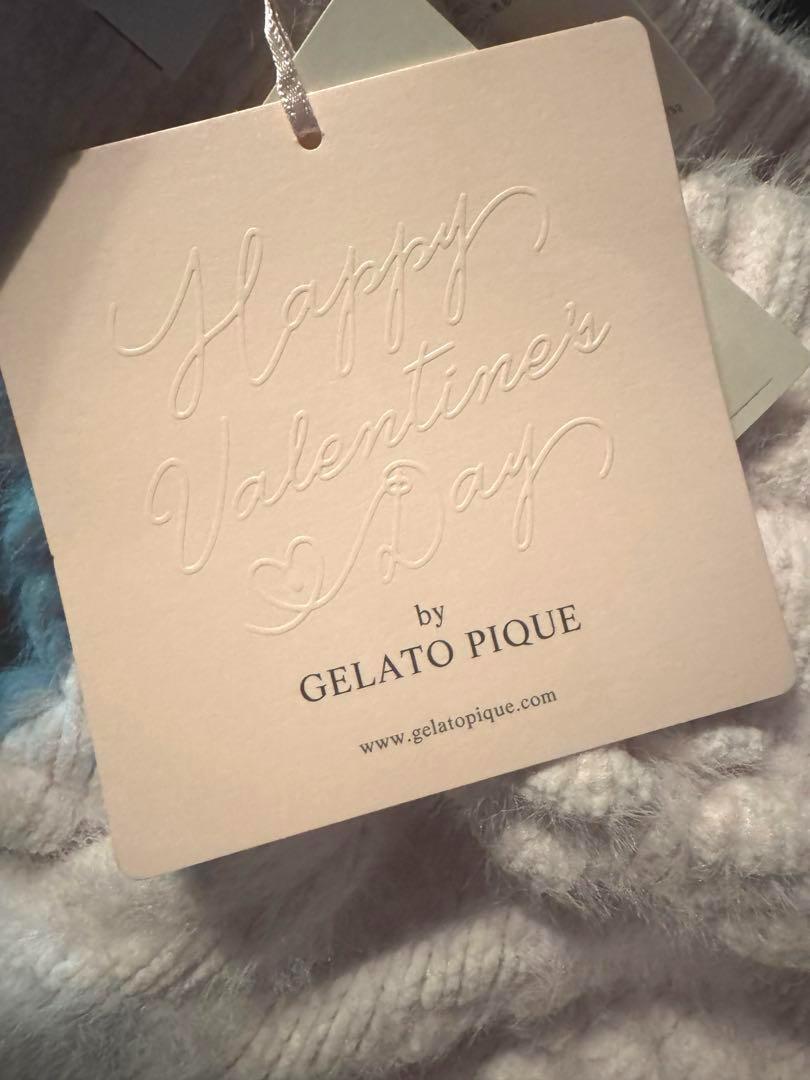 Happy
Valentine's
Day
by
GELATO PIQUE
www.gelatopique.com